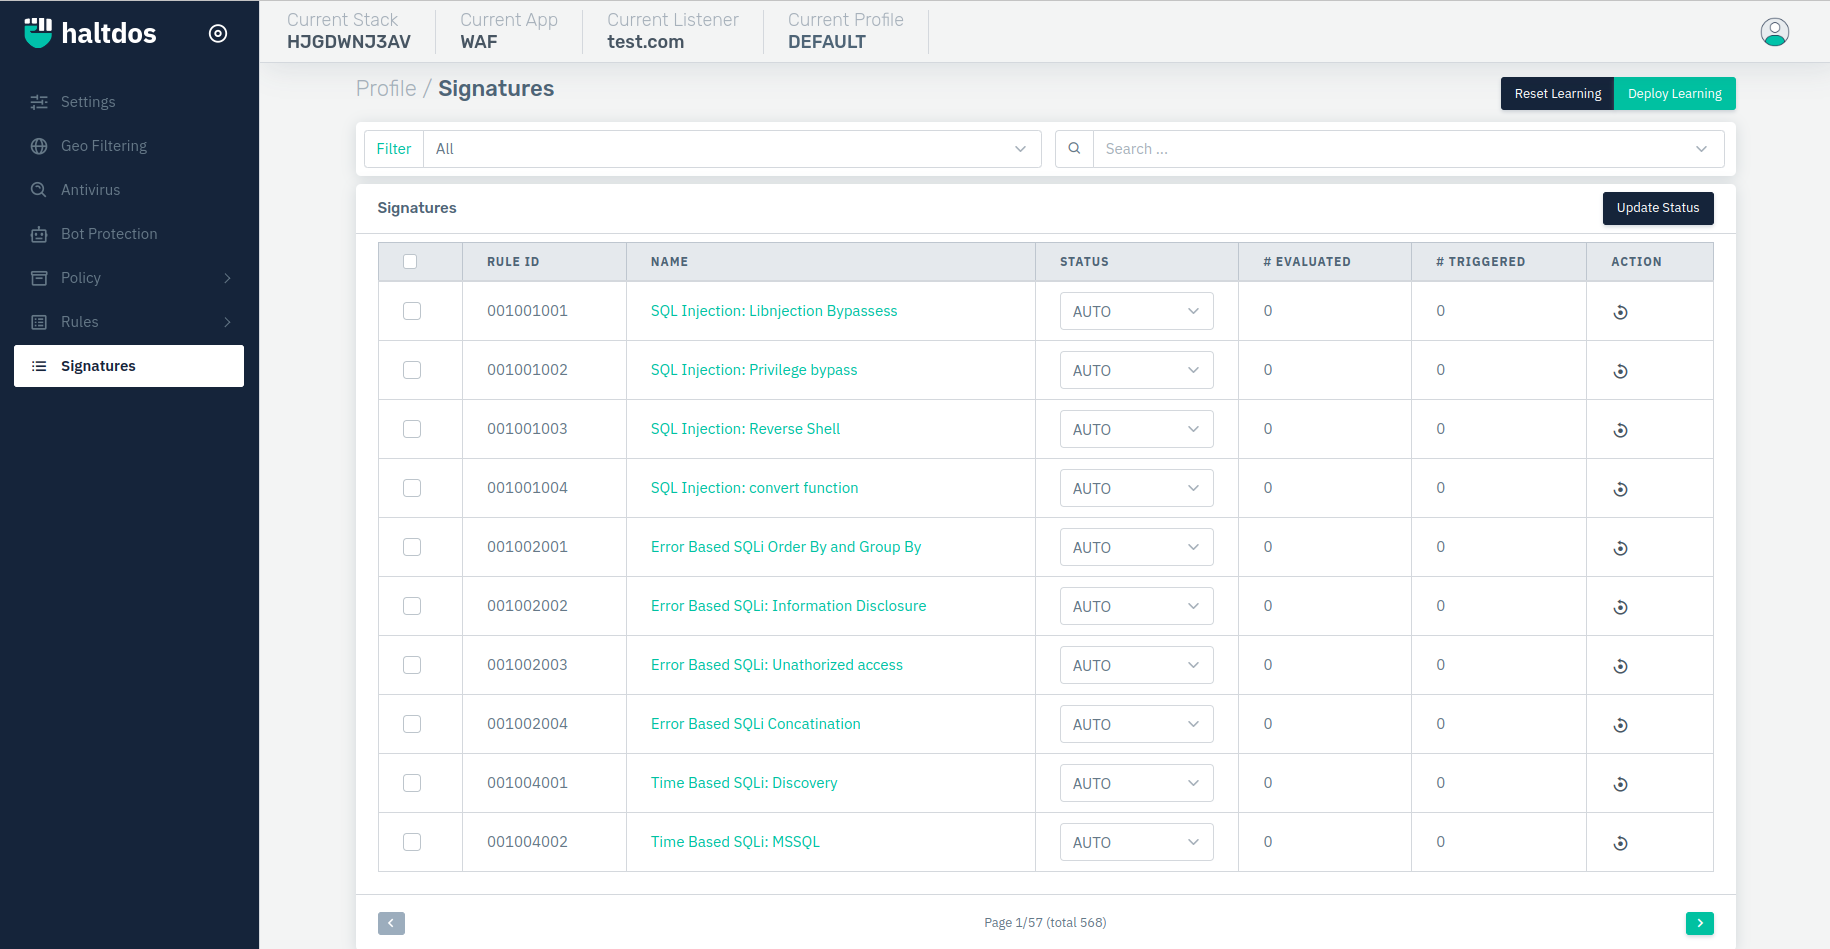 haltdos
Current Stack
HJGDWNJ3AV
Current App
WAF
Current Listener
test.com
Current Profile
DEFAULT
Settings
Geo Filtering
Antivirus
Bot Protection
Policy
Rules
Signatures
Profile / Signatures
Reset Learning
Deploy Learning
Filter All
Search ...
Signatures
Update Status
RULE ID NAME STATUS # EVALUATED # TRIGGERED ACTION
001001001 SQL Injection: Libnjection Bypassess AUTO 0 0
001001002 SQL Injection: Privilege bypass AUTO 0 0
001001003 SQL Injection: Reverse Shell AUTO 0 0
001001004 SQL Injection: convert function AUTO 0 0
001002001 Error Based SQLi Order By and Group By AUTO 0 0
001002002 Error Based SQLi: Information Disclosure AUTO 0 0
001002003 Error Based SQLi: Unathorized access AUTO 0 0
001002004 Error Based SQLi Concatination AUTO 0 0
001004001 Time Based SQLi: Discovery AUTO 0 0
001004002 Time Based SQLi: MSSQL AUTO 0 0
Page 1/57 (total 568)